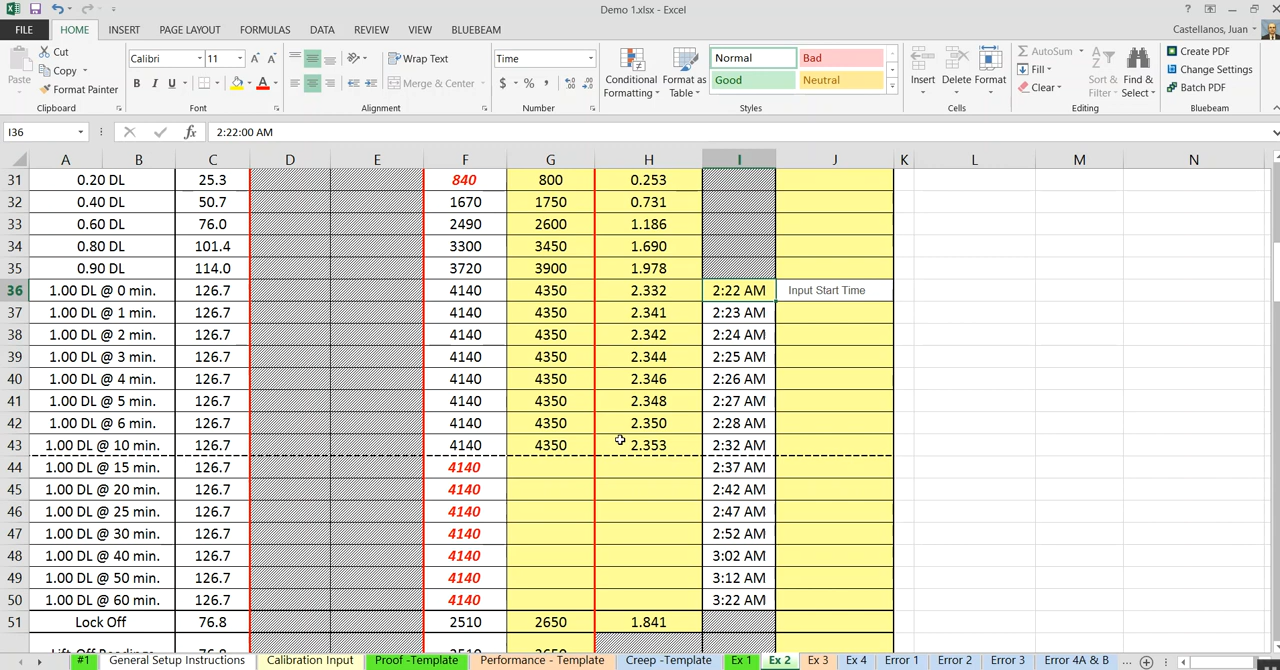 Demo 1.xlsx - Excel
FILE HOME INSERT PAGE LAYOUT FORMULAS DATA REVIEW VIEW BLUEBEAM Castellanos, Juan
Paste Cut Copy Format Painter Clipboard
Calibri 11 B I U Font
Wrap Text Merge & Center Alignment
Time $ % , Number
Conditional Formatting Format as Table Normal Bad Good Neutral Styles
Insert Delete Format Cells
AutoSum Fill Clear Sort & Filter Find & Select Editing
Create PDF Change Settings Batch PDF Bluebeam
I36 fx 2:22:00 AM
A B C D E F G H I J K L M N
31 0.20 DL 25.3 840 800 0.253
32 0.40 DL 50.7 1670 1750 0.731
33 0.60 DL 76.0 2490 2600 1.186
34 0.80 DL 101.4 3300 3450 1.690
35 0.90 DL 114.0 3720 3900 1.978
36 1.00 DL @ 0 min. 126.7 4140 4350 2.332 2:22 AM Input Start Time
37 1.00 DL @ 1 min. 126.7 4140 4350 2.341 2:23 AM
38 1.00 DL @ 2 min. 126.7 4140 4350 2.342 2:24 AM
39 1.00 DL @ 3 min. 126.7 4140 4350 2.344 2:25 AM
40 1.00 DL @ 4 min. 126.7 4140 4350 2.346 2:26 AM
41 1.00 DL @ 5 min. 126.7 4140 4350 2.348 2:27 AM
42 1.00 DL @ 6 min. 126.7 4140 4350 2.350 2:28 AM
43 1.00 DL @ 10 min. 126.7 4140 4350 2.353 2:32 AM
44 1.00 DL @ 15 min. 126.7 4140 2:37 AM
45 1.00 DL @ 20 min. 126.7 4140 2:42 AM
46 1.00 DL @ 25 min. 126.7 4140 2:47 AM
47 1.00 DL @ 30 min. 126.7 4140 2:52 AM
48 1.00 DL @ 40 min. 126.7 4140 3:02 AM
49 1.00 DL @ 50 min. 126.7 4140 3:12 AM
50 1.00 DL @ 60 min. 126.7 4140 3:22 AM
51 Lock Off 76.8 2510 2650 1.841
Lift Off Readings 76.8 2510 2650
#1 General Setup Instructions Calibration Input Proof -Template Performance - Template Creep -Template Ex 1 Ex 2 Ex 3 Ex 4 Error 1 Error 2 Error 3 Error 4A & B ...